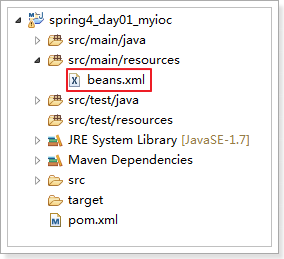 spring4_day01_myioc
src/main/java
src/main/resources
beans.xml
src/test/java
src/test/resources
JRE System Library [JavaSE-1.7]
Maven Dependencies
src
target
pom.xml